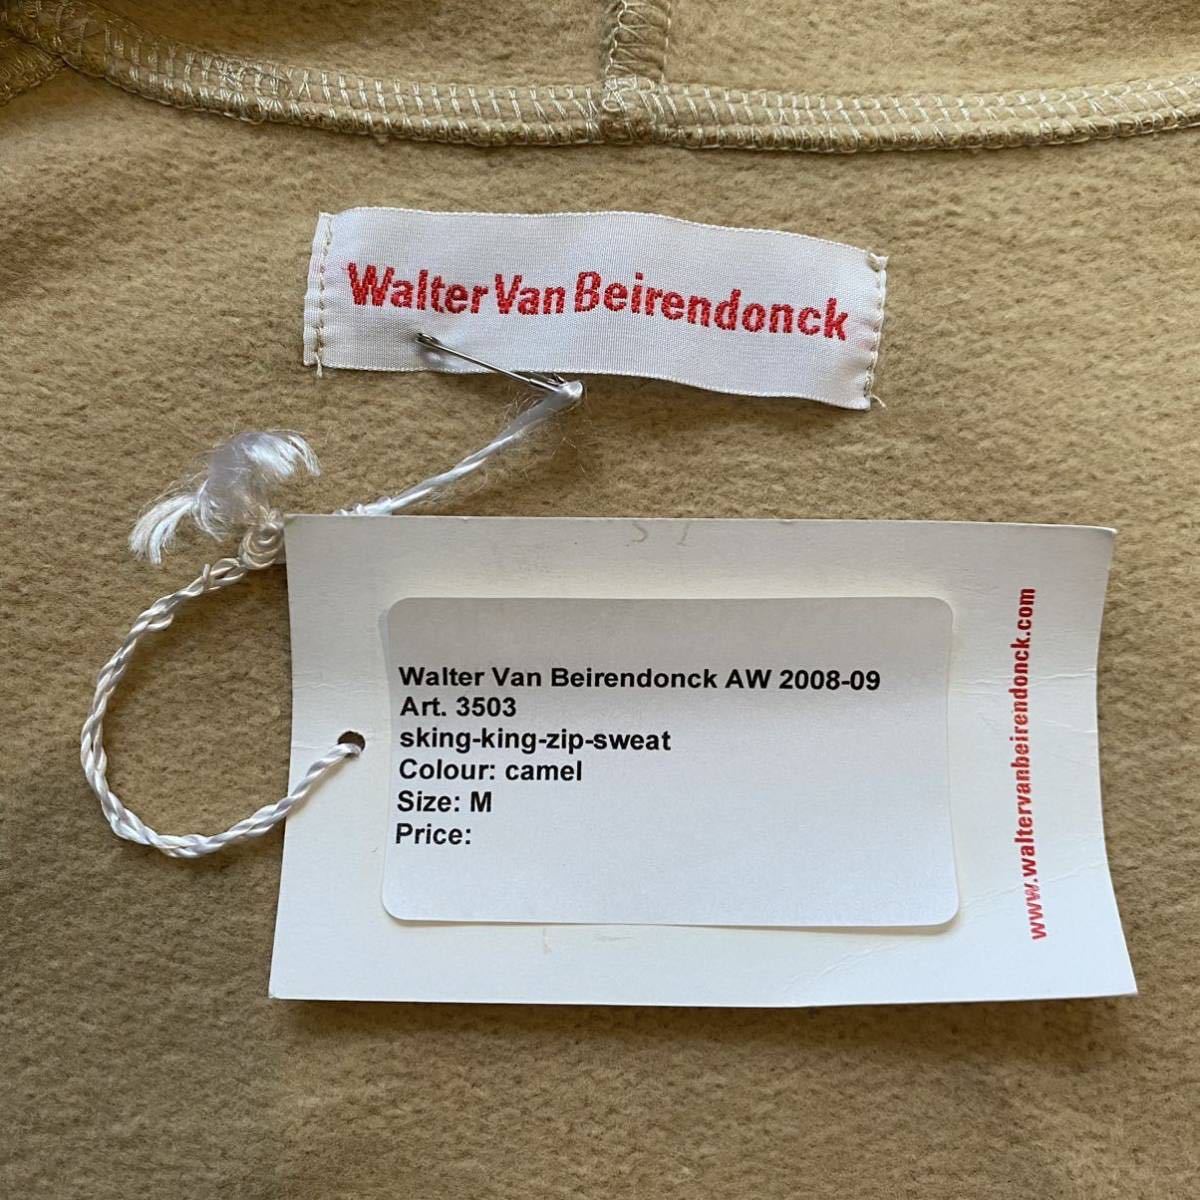 Walter Van Beirendonck
Walter Van Beirendonck AW 2008-09
Art. 3503
sking-king-zip-sweat
Colour: camel
Size: M
Price:
www.waltervanbeirendonck.com